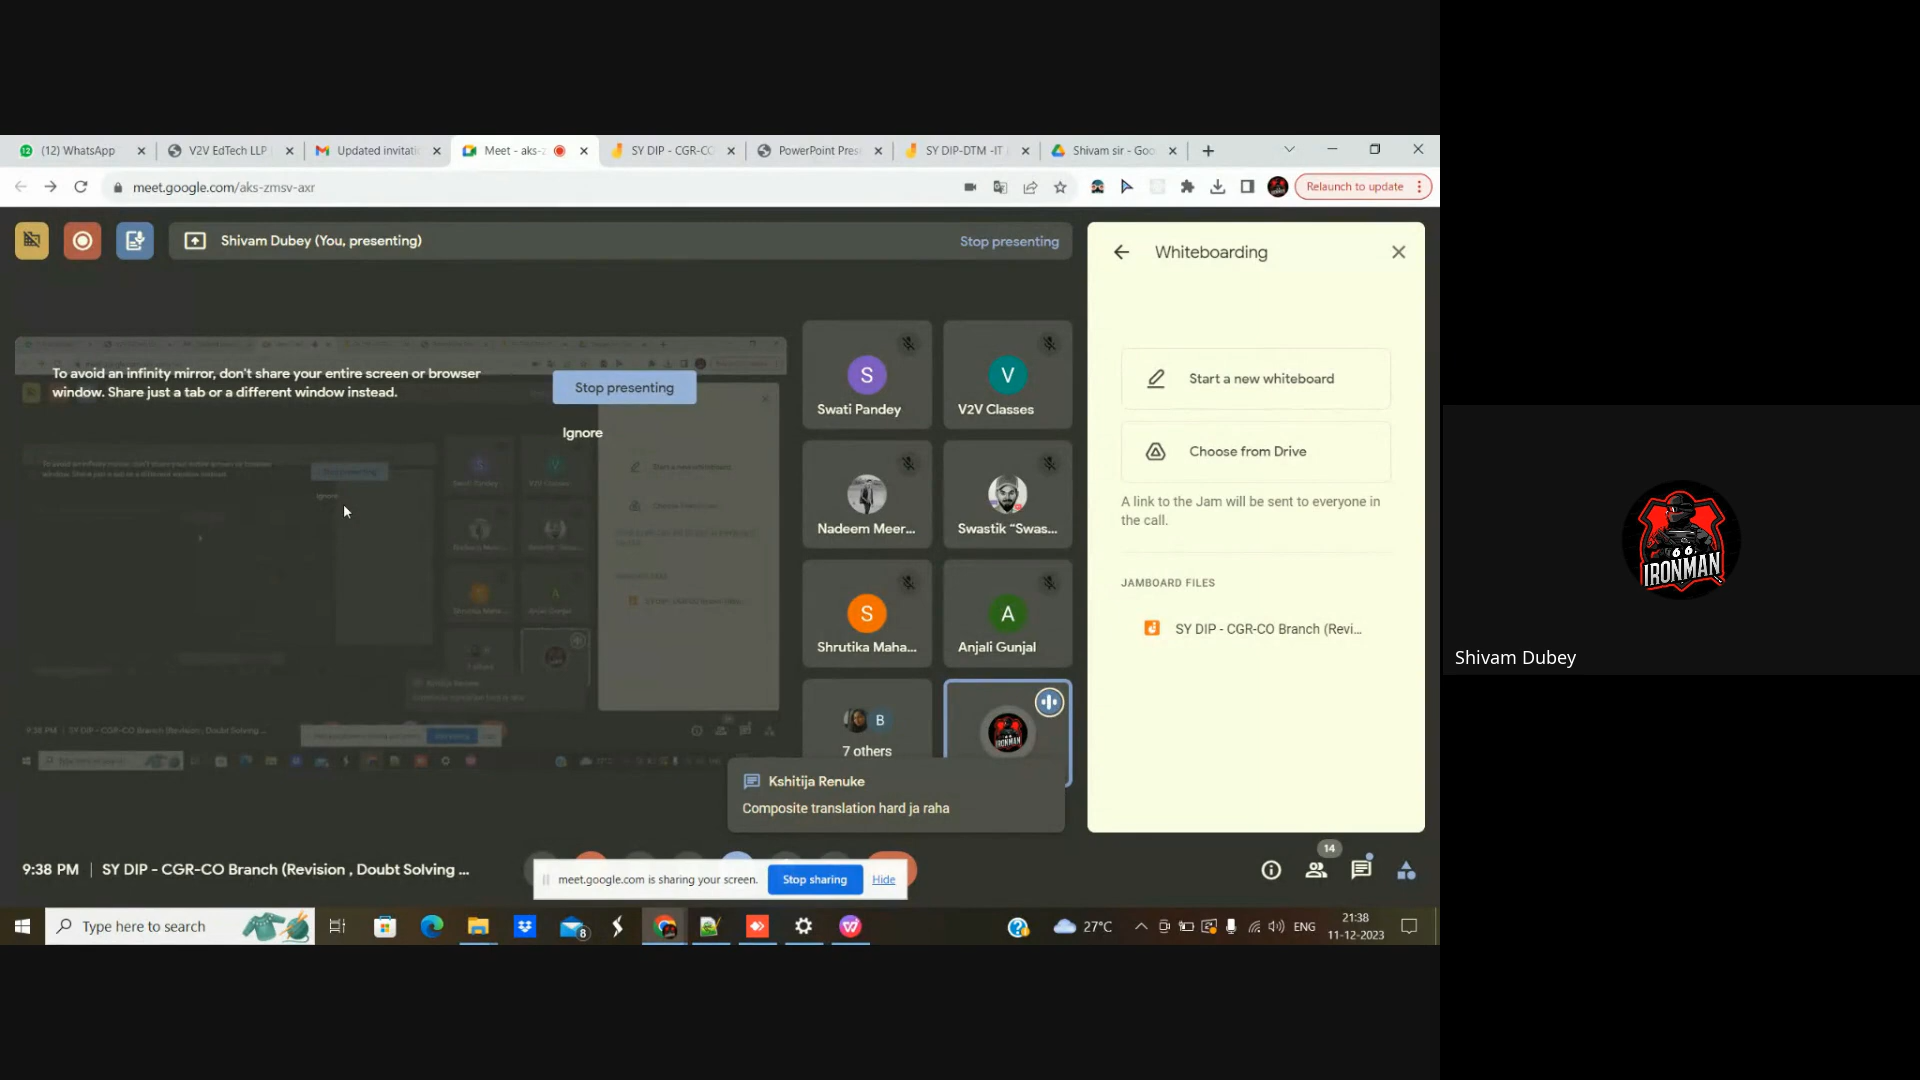 (12) WhatsApp
V2V EdTech LLP
Updated invitati
Meet - aks-z
SY DIP - CGR-CO
PowerPoint Pres
SY DIP-DTM -IT
Shivam sir - Goo
meet.google.com/aks-zmsv-axr
Relaunch to update
Shivam Dubey (You, presenting)
Stop presenting
Whiteboarding
To avoid an infinity mirror, don't share your entire screen or browser
window. Share just a tab or a different window instead.
Stop presenting
Ignore
S
Swati Pandey
V
V2V Classes
Start a new whiteboard
Choose from Drive
A link to the Jam will be sent to everyone in
the call.
Nadeem Meer...
Swastik “Swas...
JAMBOARD FILES
SY DIP - CGR-CO Branch (Revi...
S
Shrutika Maha...
A
Anjali Gunjal
B
7 others
66
IRONMAN
Shivam Dubey
Kshitija Renuke
Composite translation hard ja raha
9:38 PM | SY DIP - CGR-CO Branch (Revision , Doubt Solving ...
meet.google.com is sharing your screen.
Stop sharing
Hide
14
Type here to search
8
27°C
ENG
21:38
11-12-2023